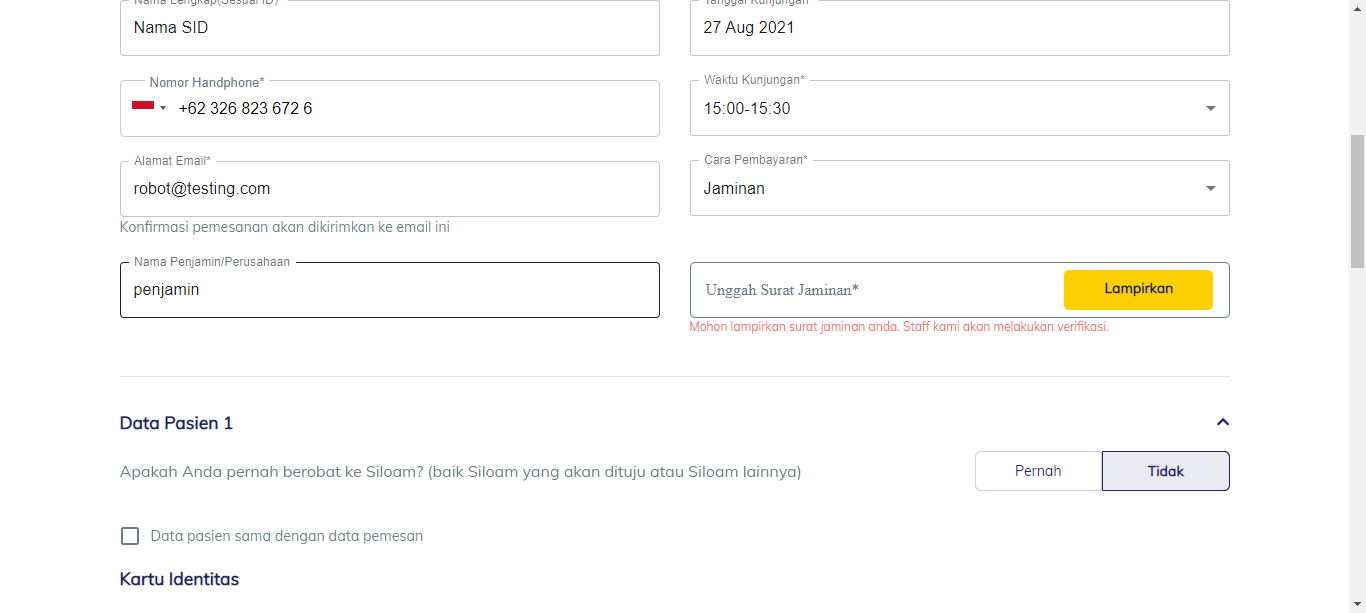 Nama Lengkap(Sesuai ID)
Tanggal Kunjungan
Nama SID
27 Aug 2021
Nomor Handphone*
Waktu Kunjungan*
+62 326 823 672 6
15:00-15:30
Alamat Email*
Cara Pembayaran*
robot@testing.com
Jaminan
Konfirmasi pemesanan akan dikirimkan ke email ini
Nama Penjamin/Perusahaan
penjamin
Unggah Surat Jaminan*
Lampirkan
Mohon lampirkan surat jaminan anda. Staff kami akan melakukan verifikasi.
Data Pasien 1
Apakah Anda pernah berobat ke Siloam? (baik Siloam yang akan dituju atau Siloam lainnya)
Pernah
Tidak
Data pasien sama dengan data pemesan
Kartu Identitas